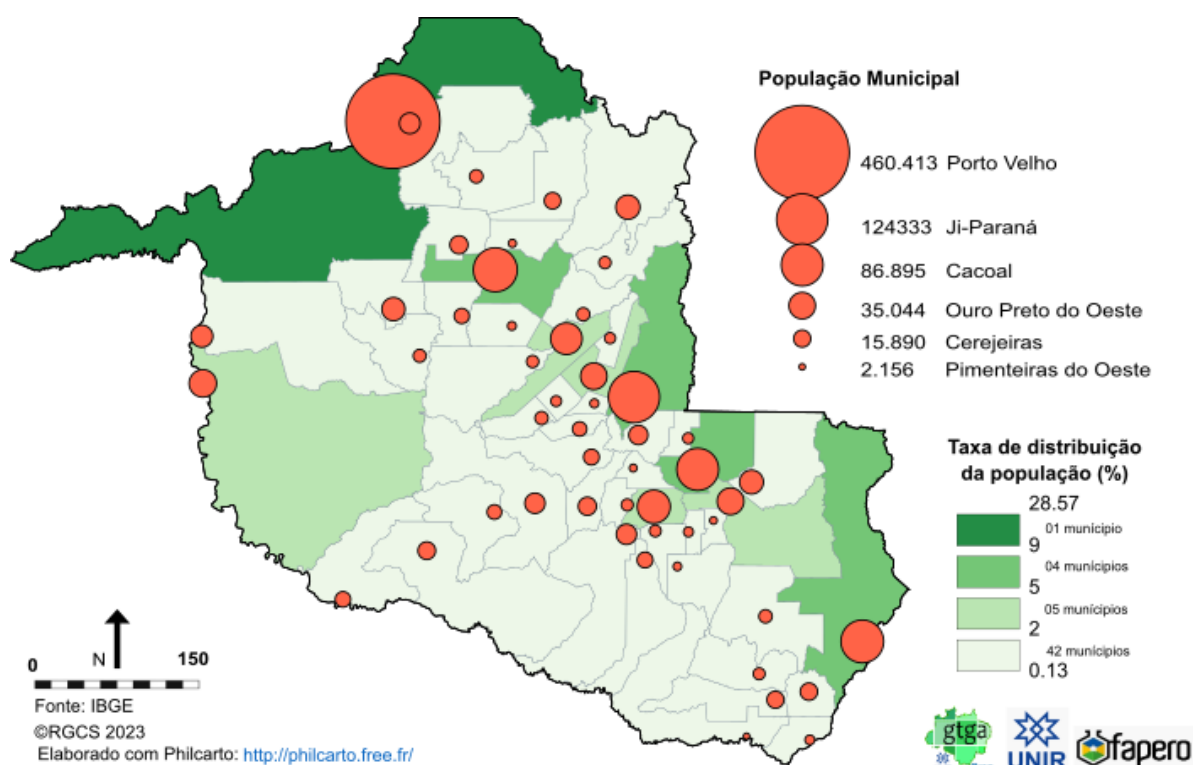 População Municipal
460.413 Porto Velho
124333 Ji-Paraná
86.895 Cacoal
35.044 Ouro Preto do Oeste
15.890 Cerejeiras
2.156 Pimenteiras do Oeste
Taxa de distribuição
da população (%)
28.57
01 município
9
04 municípios
5
05 munícípios
2
42 municipios
0.13
0 N 150
Fonte: IBGE
©RGCS 2023
Elaborado com Philcarto: http://philcarto.free.fr/
gtga
UNIR
fapero